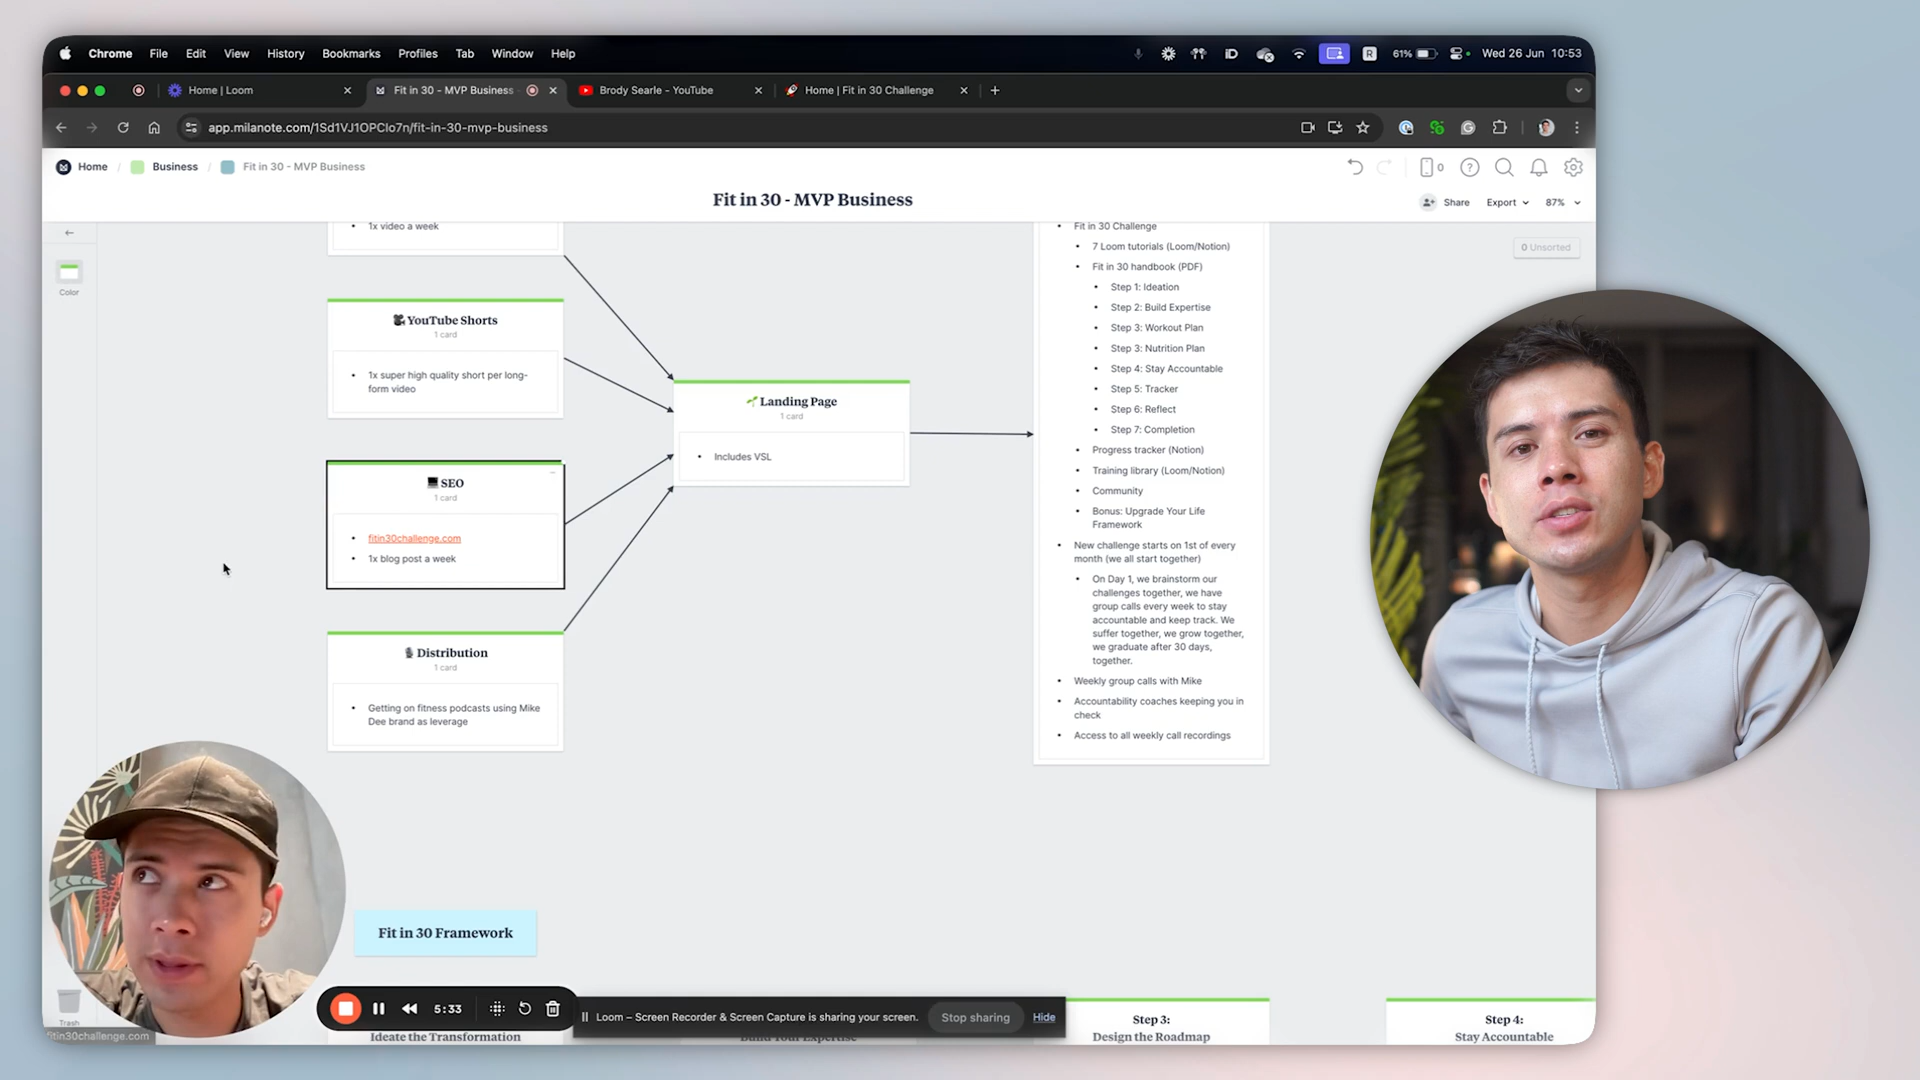 Chrome File Edit View History Bookmarks Profiles Tab Window Help
61% Wed 26 Jun 10:53
Home | Loom
Fit in 30 - MVP Business
Brody Searle - YouTube
Home | Fit in 30 Challenge
app.milanote.com/1Sd1VJ1OPClo7n/fit-in-30-mvp-business
Home / Business / Fit in 30 - MVP Business
0
Fit in 30 - MVP Business
Share Export 87%
0 Unsorted
Color
1x video a week
YouTube Shorts
1 card
1x super high quality short per long-
form video
SEO
1 card
fitin30challenge.com
1x blog post a week
Distribution
1 card
Getting on fitness podcasts using Mike
Dee brand as leverage
Landing Page
1 card
Includes VSL
Fit in 30 Challenge
7 Loom tutorials (Loom/Notion)
Fit in 30 handbook (PDF)
Step 1: Ideation
Step 2: Build Expertise
Step 3: Workout Plan
Step 3: Nutrition Plan
Step 4: Stay Accountable
Step 5: Tracker
Step 6: Reflect
Step 7: Completion
Progress tracker (Notion)
Training library (Loom/Notion)
Community
Bonus: Upgrade Your Life
Framework
New challenge starts on 1st of every
month (we all start together)
On Day 1, we brainstorm our
challenges together, we have
group calls every week to stay
accountable and keep track. We
suffer together, we grow together,
we graduate after 30 days,
together.
Weekly group calls with Mike
Accountability coaches keeping you in
check
Access to all weekly call recordings
Fit in 30 Framework
Trash
fitin30challenge.com
5:33
Loom – Screen Recorder & Screen Capture is sharing your screen.
Stop sharing
Hide
Ideate the Transformation
Build Your Expertise
Step 3:
Design the Roadmap
Step 4:
Stay Accountable